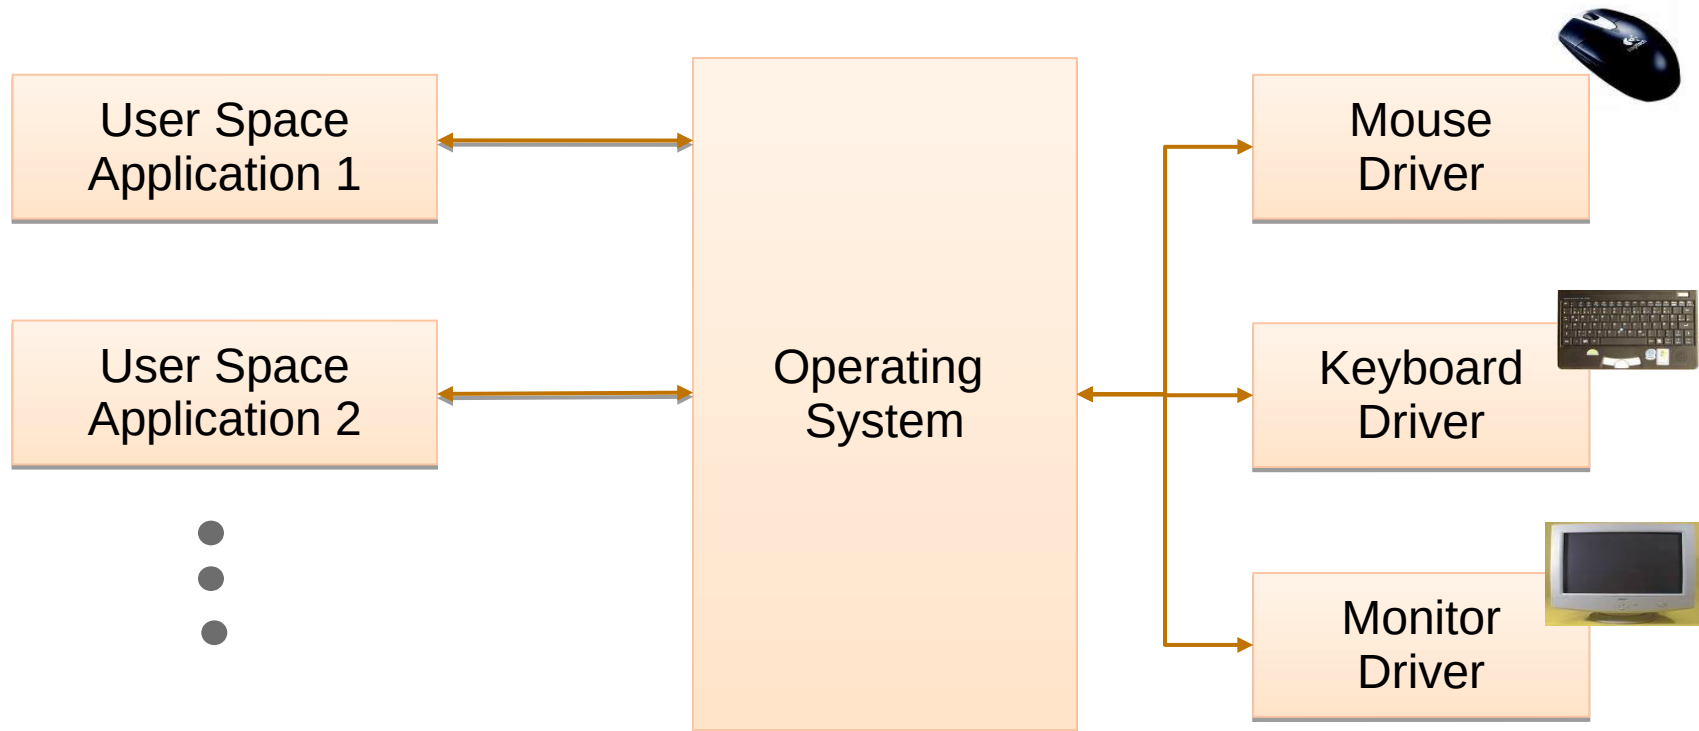 User Space
Application 1
User Space
Application 2
Operating
System
Mouse
Driver
Keyboard
Driver
Monitor
Driver